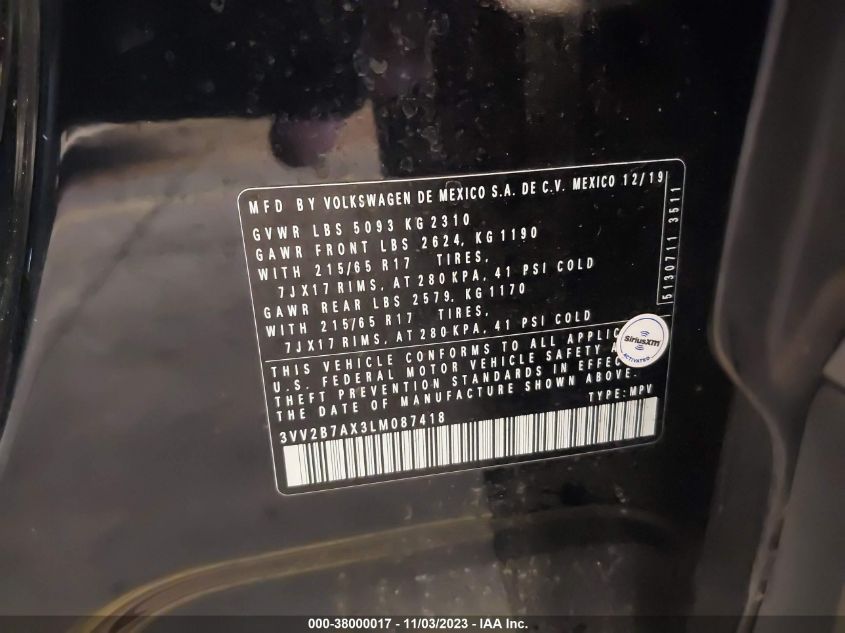 MFD BY VOLKSWAGEN DE MEXICO S.A. DE C.V. MEXICO 12/19
GVWR LBS 5093 KG 2310
GAWR FRONT LBS 2624, KG 1190
WITH 215/65 R17 TIRES,
7JX17 RIMS, AT 280 KPA, 41 PSI COLD
GAWR REAR LBS 2579, KG 1170
WITH 215/65 R17 TIRES,
7JX17 RIMS, AT 280 KPA, 41 PSI COLD
5130711 3511
THIS VEHICLE CONFORMS TO ALL APPLIC
U.S. FEDERAL MOTOR VEHICLE SAFETY A
THEFT PREVENTION STANDARDS IN EFFEC
THE DATE OF MANUFACTURE SHOWN ABOVE.
SiriusXM
ACTIVATED
TYPE: MPV
3VV2B7AX3LM087418
000-38000017 - 11/03/2023 - IAA Inc.